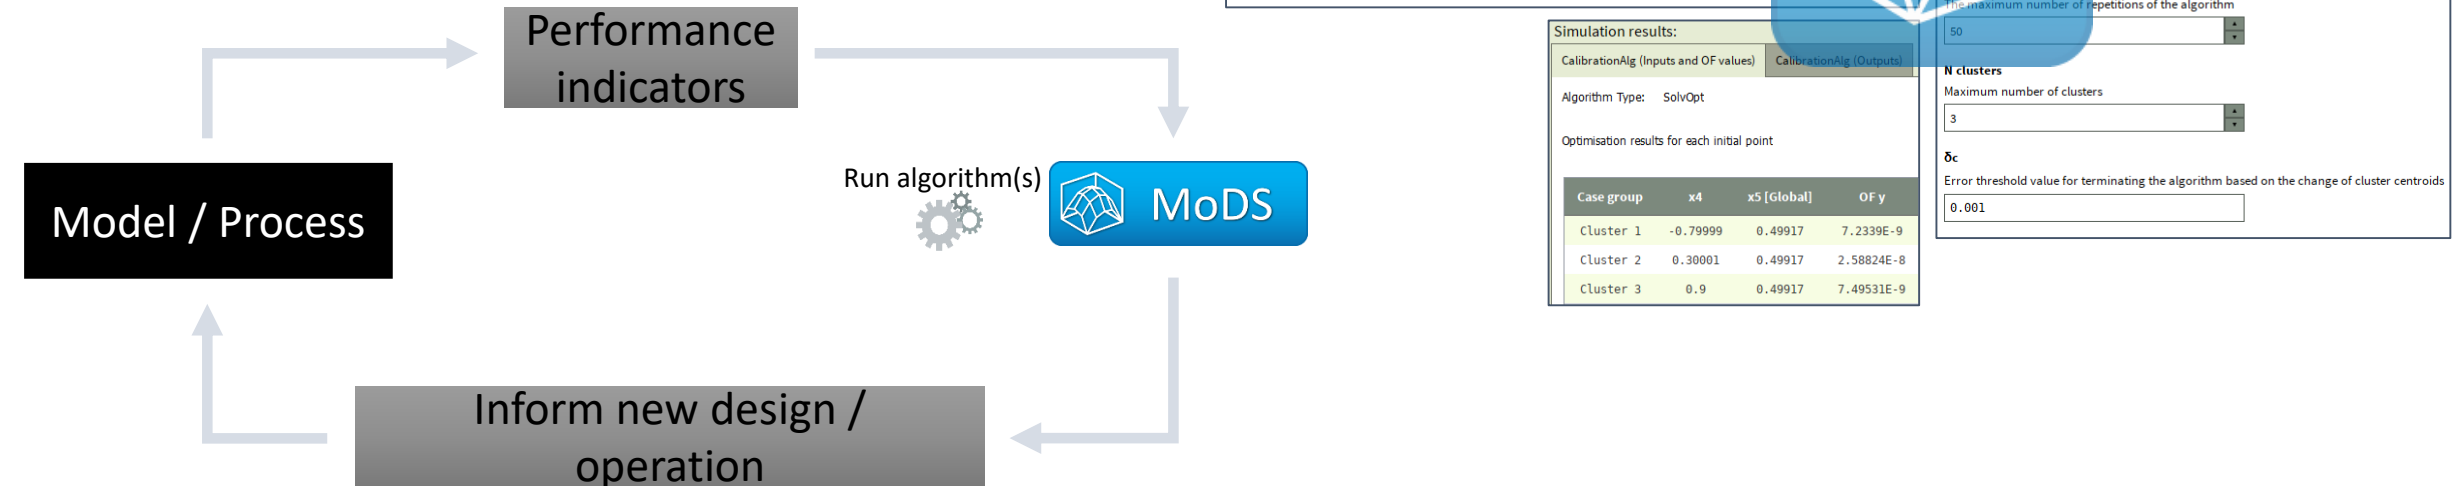 Performance
indicators
Run algorithm(s)
MoDS
Model / Process
Inform new design /
operation
Simulation results:
CalibrationAlg (Inputs and OF values)
CalibrationAlg (Outputs)
Algorithm Type: SolvOpt
Optimisation results for each initial point
Case group x4 x5 [Global] OF y
Cluster 1 -0.79999 0.49917 7.2339E-9
Cluster 2 0.30001 0.49917 2.58824E-8
Cluster 3 0.9 0.49917 7.49531E-9
The maximum number of repetitions of the algorithm
50
N clusters
Maximum number of clusters
3
δc
Error threshold value for terminating the algorithm based on the change of cluster centroids
0.001